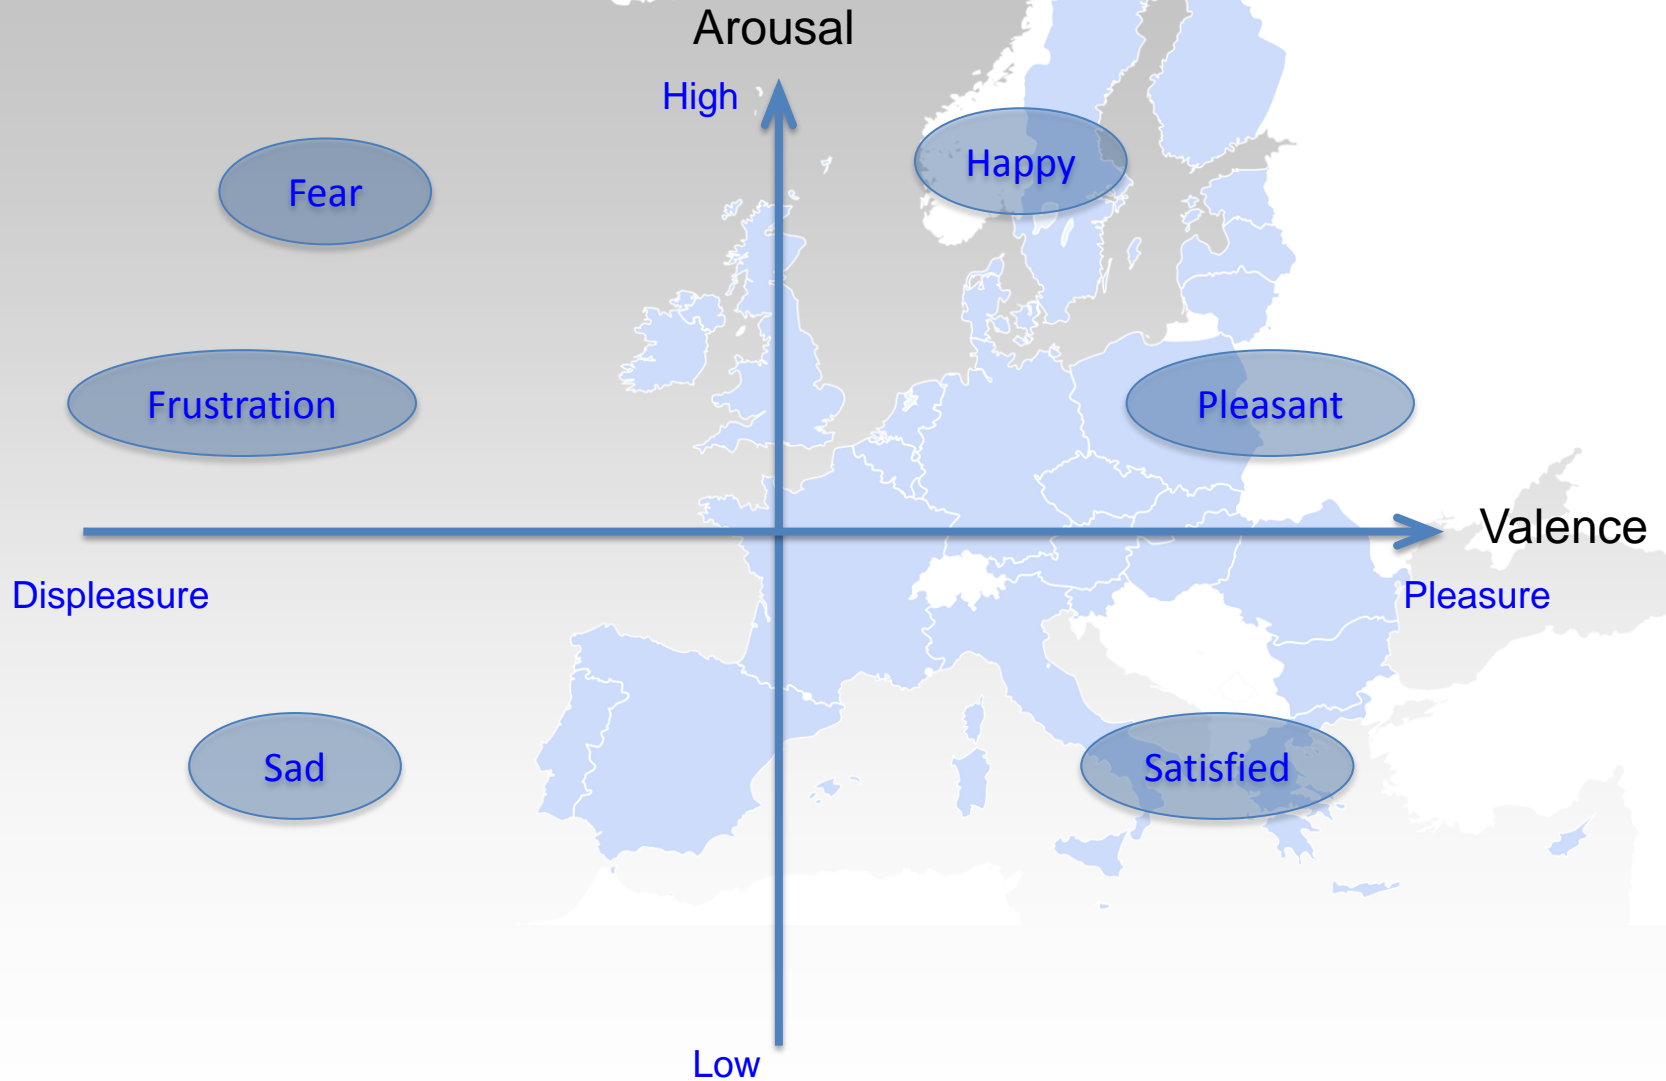 Arousal
High
Happy
Fear
Frustration
Pleasant
Valence
Displeasure
Pleasure
Sad
Satisfied
Low